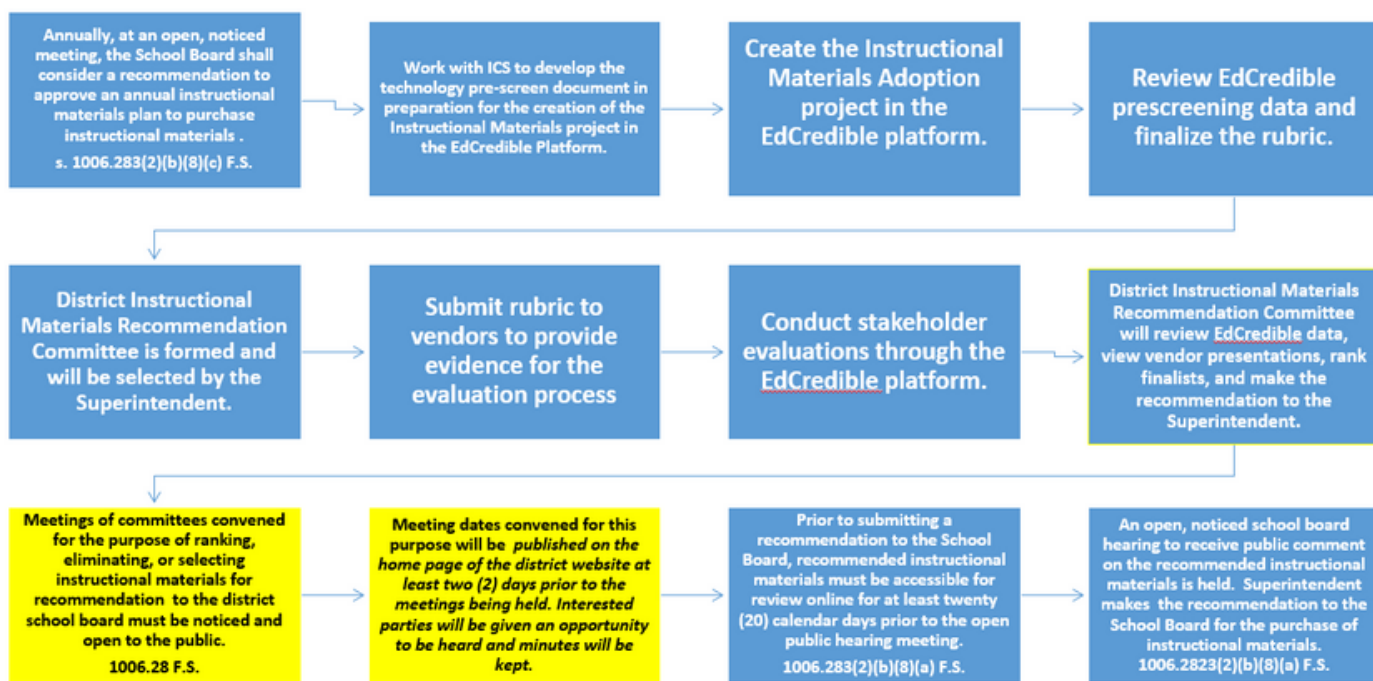 Annually, at an open, noticed
meeting, the School Board shall
consider a recommendation to
approve an annual instructional
materials plan to purchase
instructional materials .
s. 1006.283(2)(b)(8)(c) F.S.
Work with ICS to develop the
technology pre-screen document in
preparation for the creation of the
Instructional Materials project in
the EdCredible Platform.
Create the Instructional
Materials Adoption
project in the
EdCredible platform.
Review EdCredible
prescreening data and
finalize the rubric.
District Instructional
Materials Recommendation
Committee is formed and
will be selected by the
Superintendent.
Submit rubric to
vendors to provide
evidence for the
evaluation process
Conduct stakeholder
evaluations through the
EdCredible platform.
District Instructional Materials
Recommendation Committee
will review EdCredible data,
view vendor presentations, rank
finalists, and make the
recommendation to the
Superintendent.
Meetings of committees convened
for the purpose of ranking,
eliminating, or selecting
instructional materials for
recommendation to the district
school board must be noticed and
open to the public.
1006.28 F.S.
Meeting dates convened for this
purpose will be published on the
home page of the district website at
least two (2) days prior to the
meetings being held. Interested
parties will be given an opportunity
to be heard and minutes will be
kept.
Prior to submitting a
recommendation to the School
Board, recommended instructional
materials must be accessible for
review online for at least twenty
(20) calendar days prior to the open
public hearing meeting.
1006.283(2)(b)(8)(a) F.S.
An open, noticed school board
hearing to receive public comment
on the recommended instructional
materials is held. Superintendent
makes the recommendation to the
School Board for the purchase of
instructional materials.
1006.2823(2)(b)(8)(a) F.S.